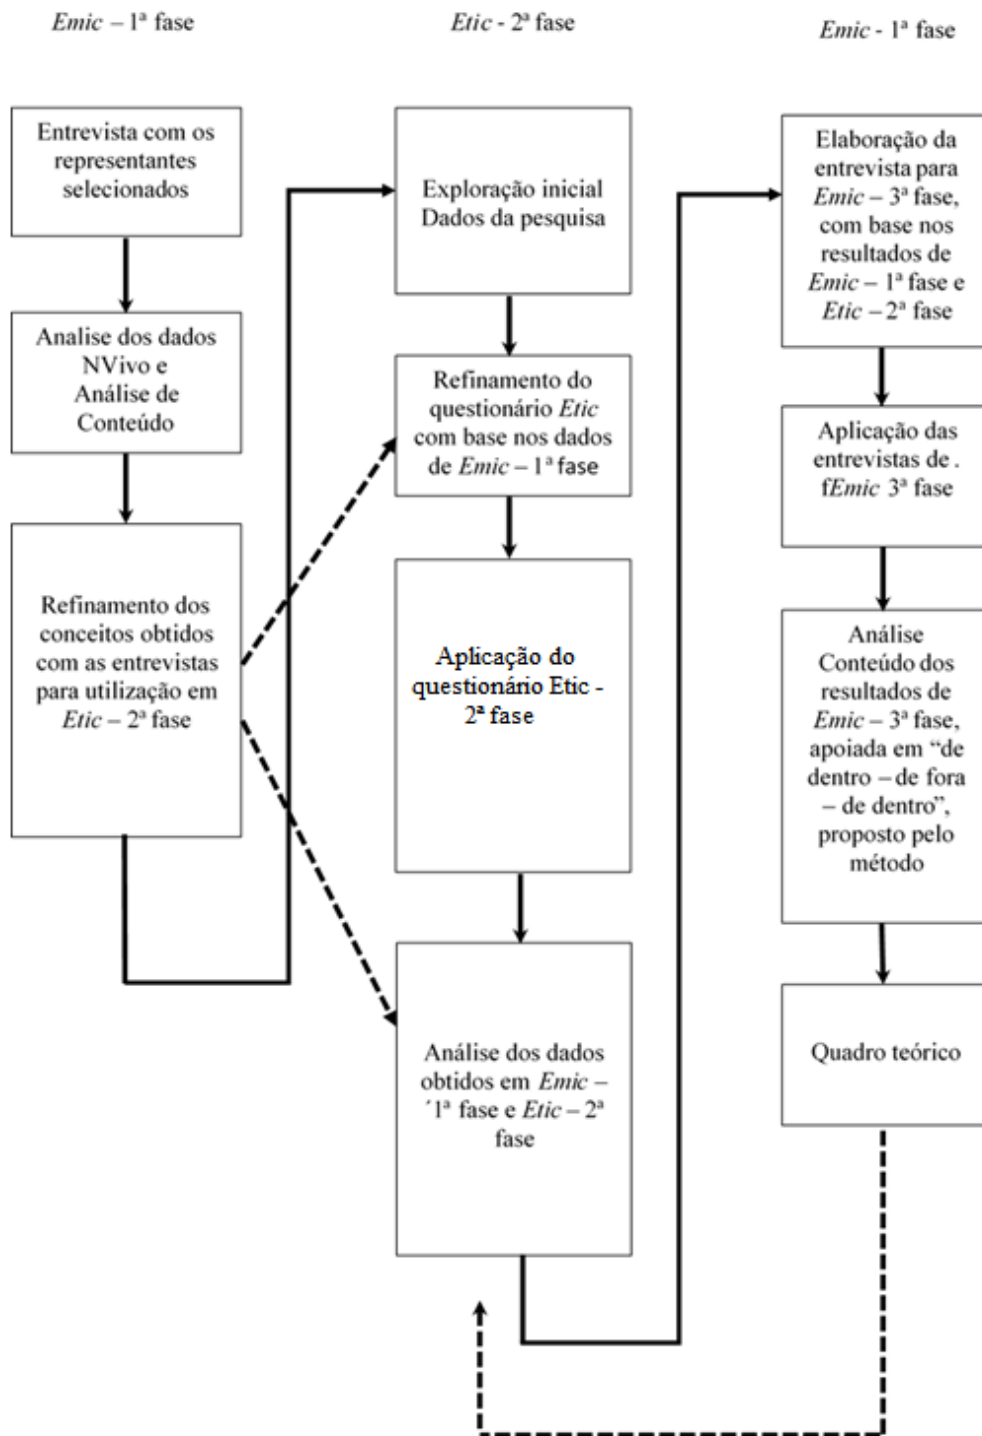 Emic – 1ª fase
Entrevista com os
representantes
selecionados
Analise dos dados
NVivo e
Análise de
Conteúdo
Refinamento dos
conceitos obtidos
com as entrevistas
para utilização em
Etic – 2ª fase
Etic - 2ª fase
Exploração inicial
Dados da pesquisa
Refinamento do
questionário Etic
com base nos dados
de Emic – 1ª fase
Aplicação do
questionário Etic -
2ª fase
Análise dos dados
obtidos em Emic –
´1ª fase e Etic – 2ª
fase
Emic - 1ª fase
Elaboração da
entrevista para
Emic – 3ª fase,
com base nos
resultados de
Emic – 1ª fase e
Etic – 2ª fase
Aplicação das
entrevistas de .
fEmic 3ª fase
Análise
Conteúdo dos
resultados de
Emic – 3ª fase,
apoiada em “de
dentro – de fora
– de dentro”,
proposto pelo
método
Quadro teórico